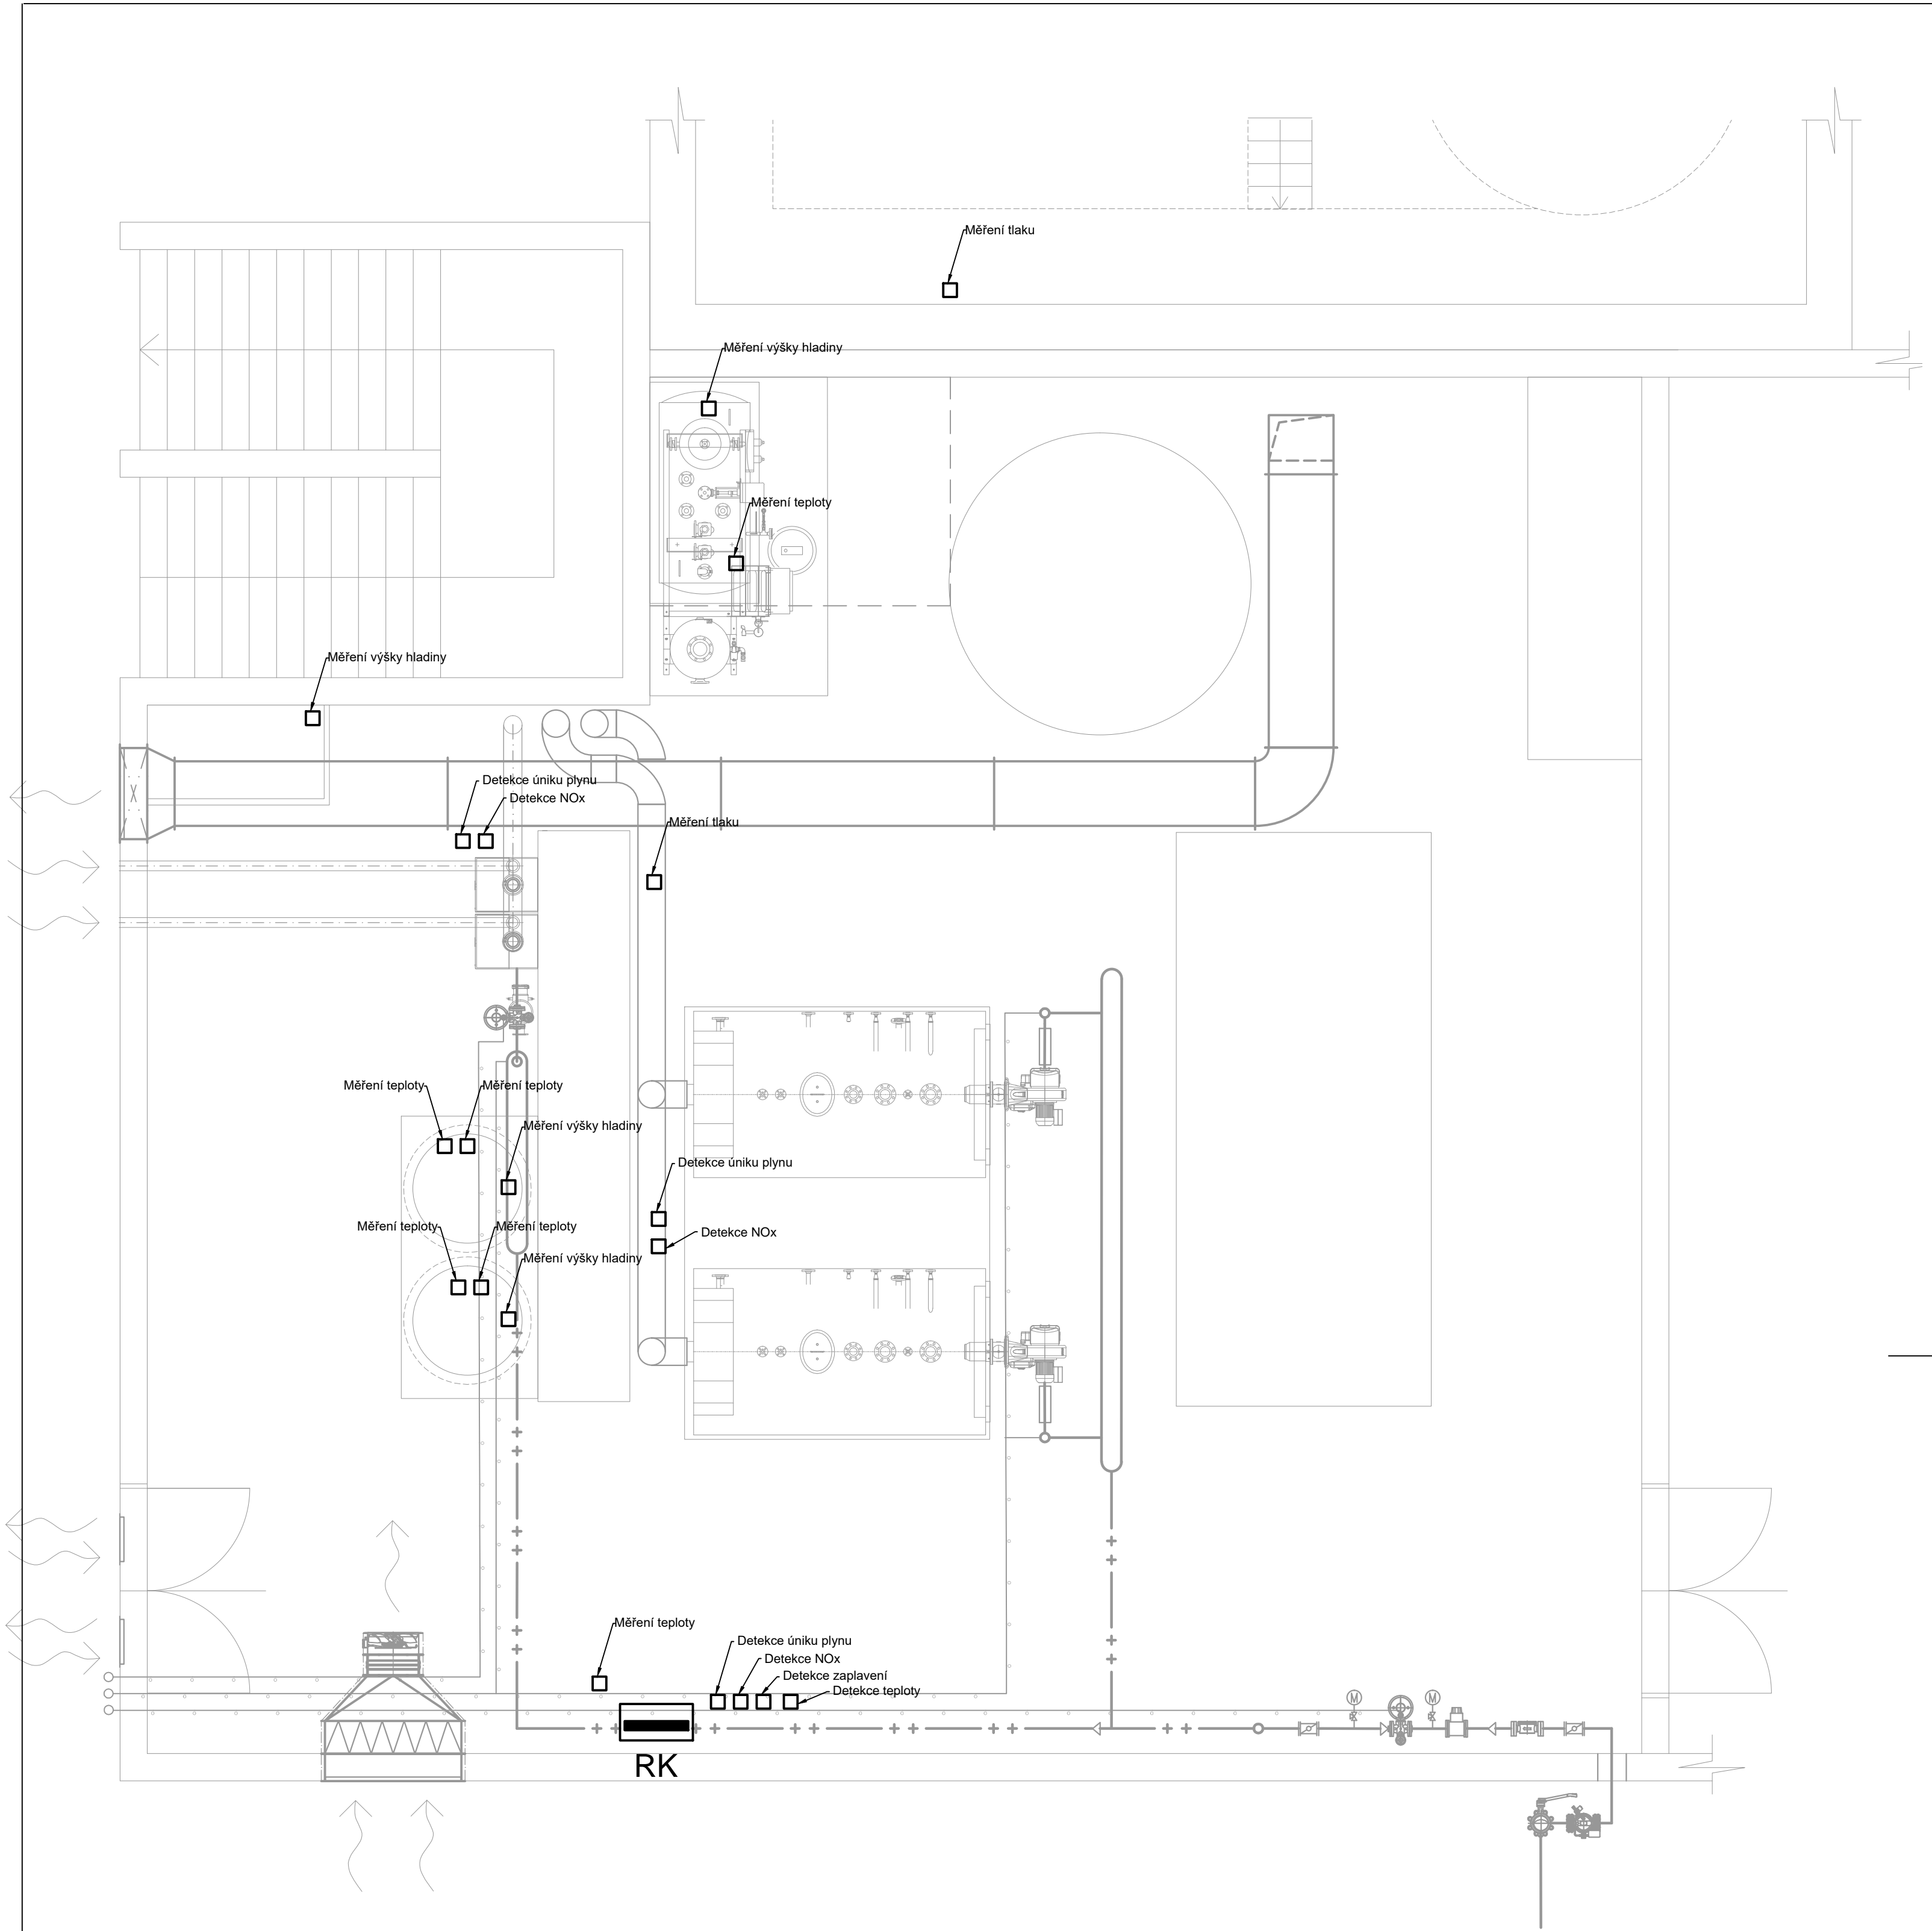 Měření tlaku
Měření výšky hladiny
Měření teploty
Měření výšky hladiny
Detekce úniku plynu
Detekce NOx
Měření tlaku
Měření teploty
Měření teploty
Měření výšky hladiny
Detekce úniku plynu
Měření teploty
Měření teploty
Detekce NOx
Měření výšky hladiny
Měření teploty
Detekce úniku plynu
Detekce NOx
Detekce zaplavení
Detekce teploty
M
M
RK